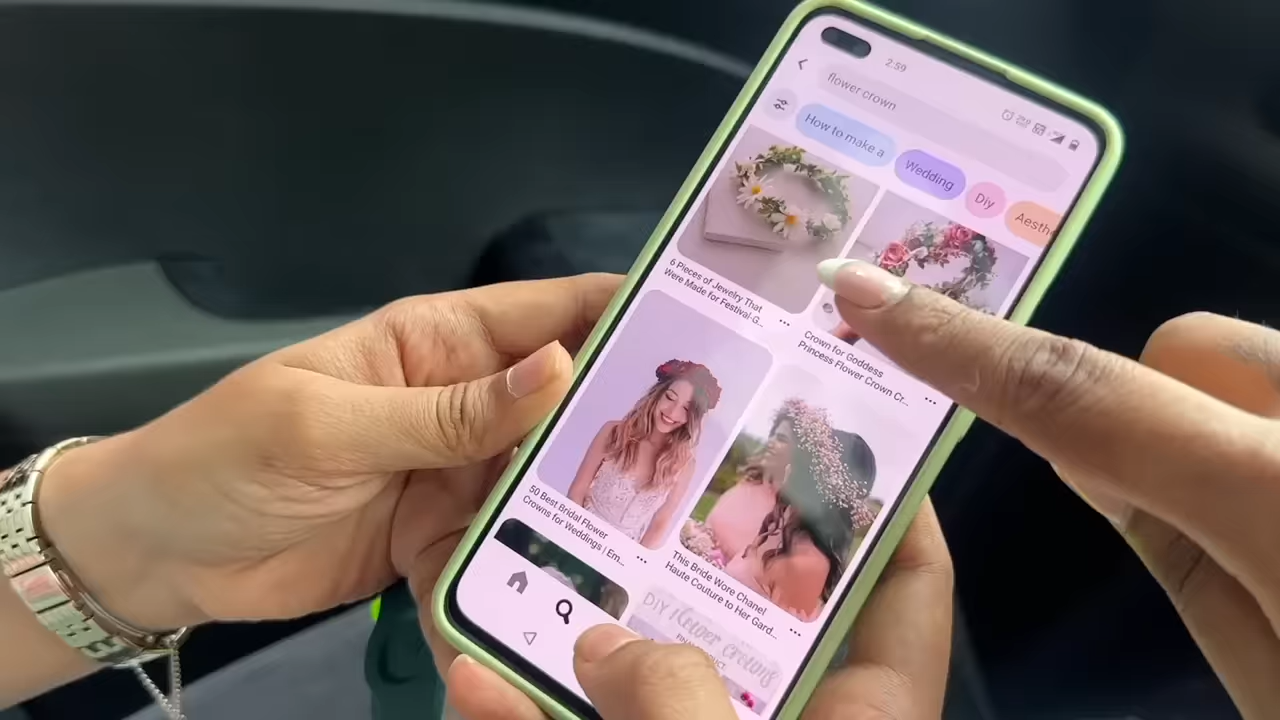 2:59
flower crown
How to make a
Wedding
Diy
Aesth
6 Pieces of Jewelry That
Were Made for Festival-G...
Crown for Goddess
Princess Flower Crown Cr...
50 Best Bridal Flower
Crowns for Weddings | Em...
This Bride Wore Chanel
Haute Couture to Her Gard...
DIY Flower Crowns